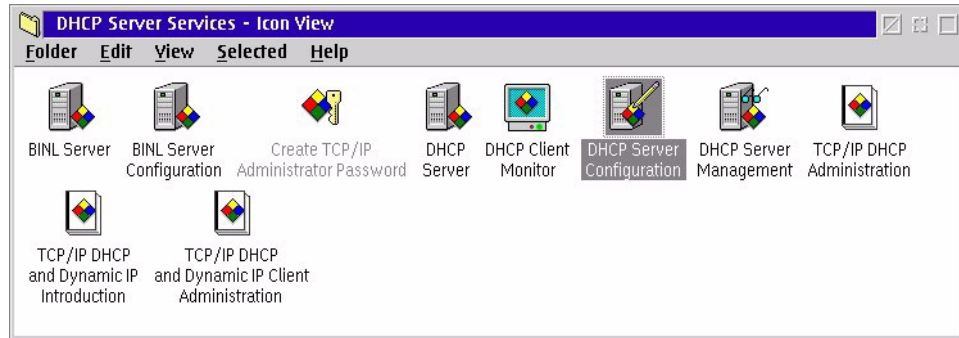 DHCP Server Services - Icon View
Folder Edit View Selected Help
BINL Server
BINL Server
Configuration
Create TCP/IP
Administrator Password
DHCP
Server
DHCP Client
Monitor
DHCP Server
Configuration
DHCP Server
Management
TCP/IP DHCP
Administration
TCP/IP DHCP
and Dynamic IP
Introduction
TCP/IP DHCP
and Dynamic IP Client
Administration